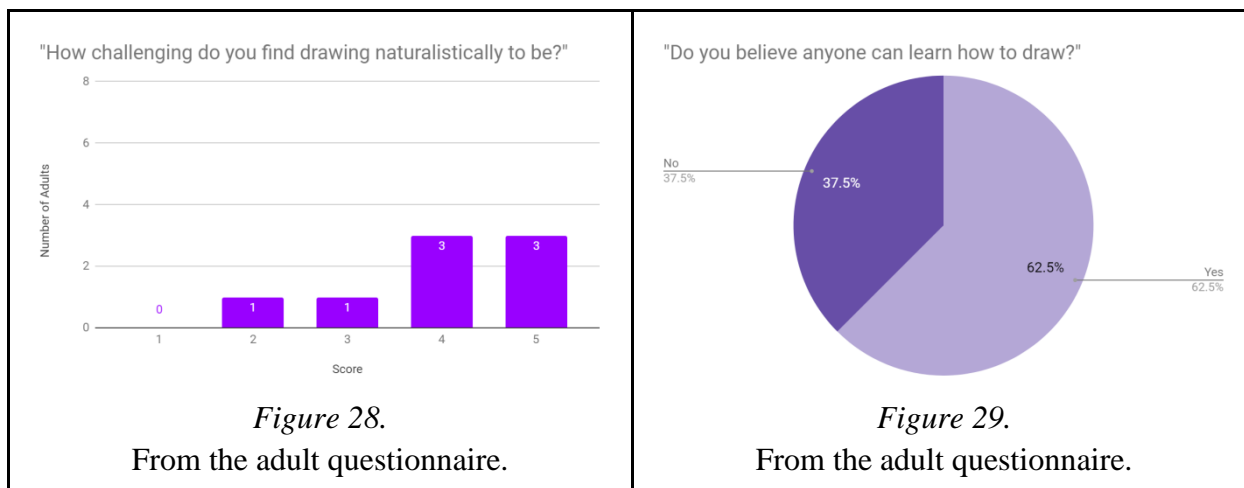 "How challenging do you find drawing naturalistically to be?"
8
6
4
2
0
Number of Adults
0
1
1
3
3
1
2
3
4
5
Score
Figure 28.
From the adult questionnaire.
"Do you believe anyone can learn how to draw?"
No
37.5%
37.5%
62.5%
Yes
62.5%
Figure 29.
From the adult questionnaire.